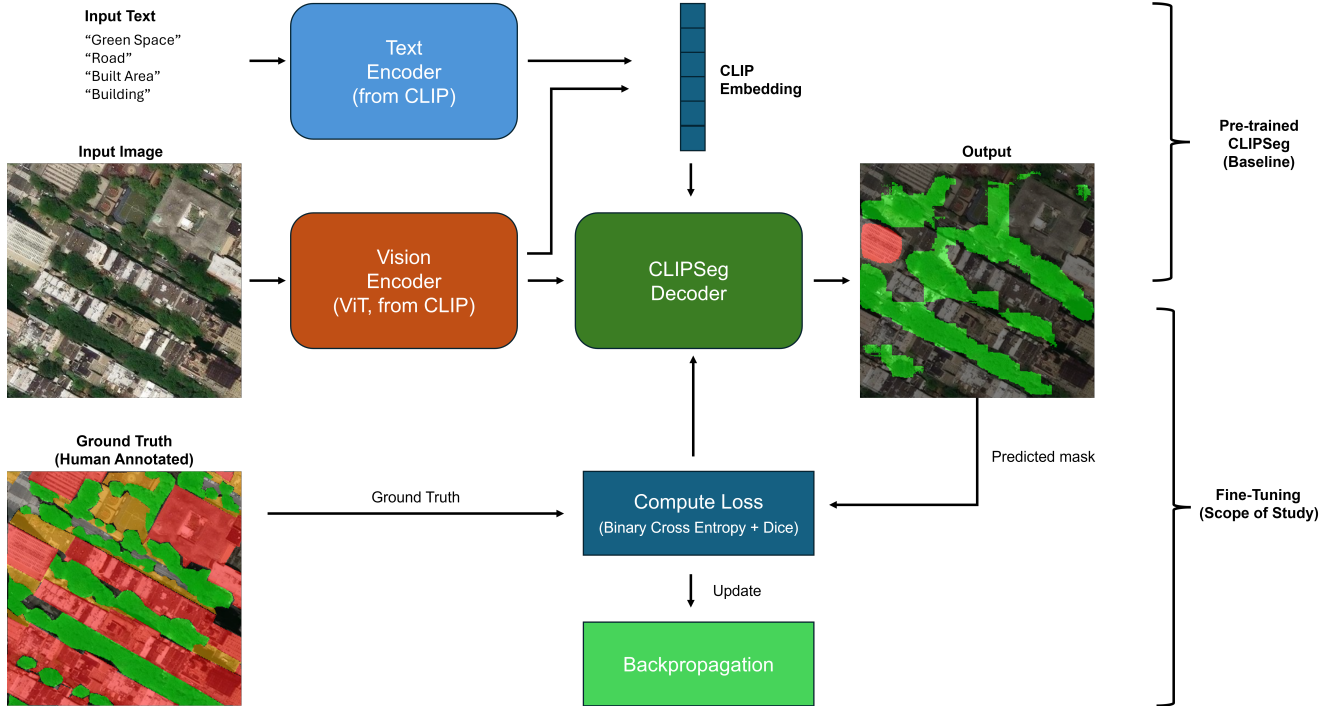 Input Text
“Green Space”
“Road”
“Built Area”
“Building”
Text
Encoder
(from CLIP)
CLIP
Embedding
Pre-trained
CLIPSeg
(Baseline)
Input Image
Output
Vision
Encoder
(ViT, from CLIP)
CLIPSeg
Decoder
Ground Truth
(Human Annotated)
Ground Truth
Compute Loss
(Binary Cross Entropy + Dice)
Predicted mask
Fine-Tuning
(Scope of Study)
Update
Backpropagation